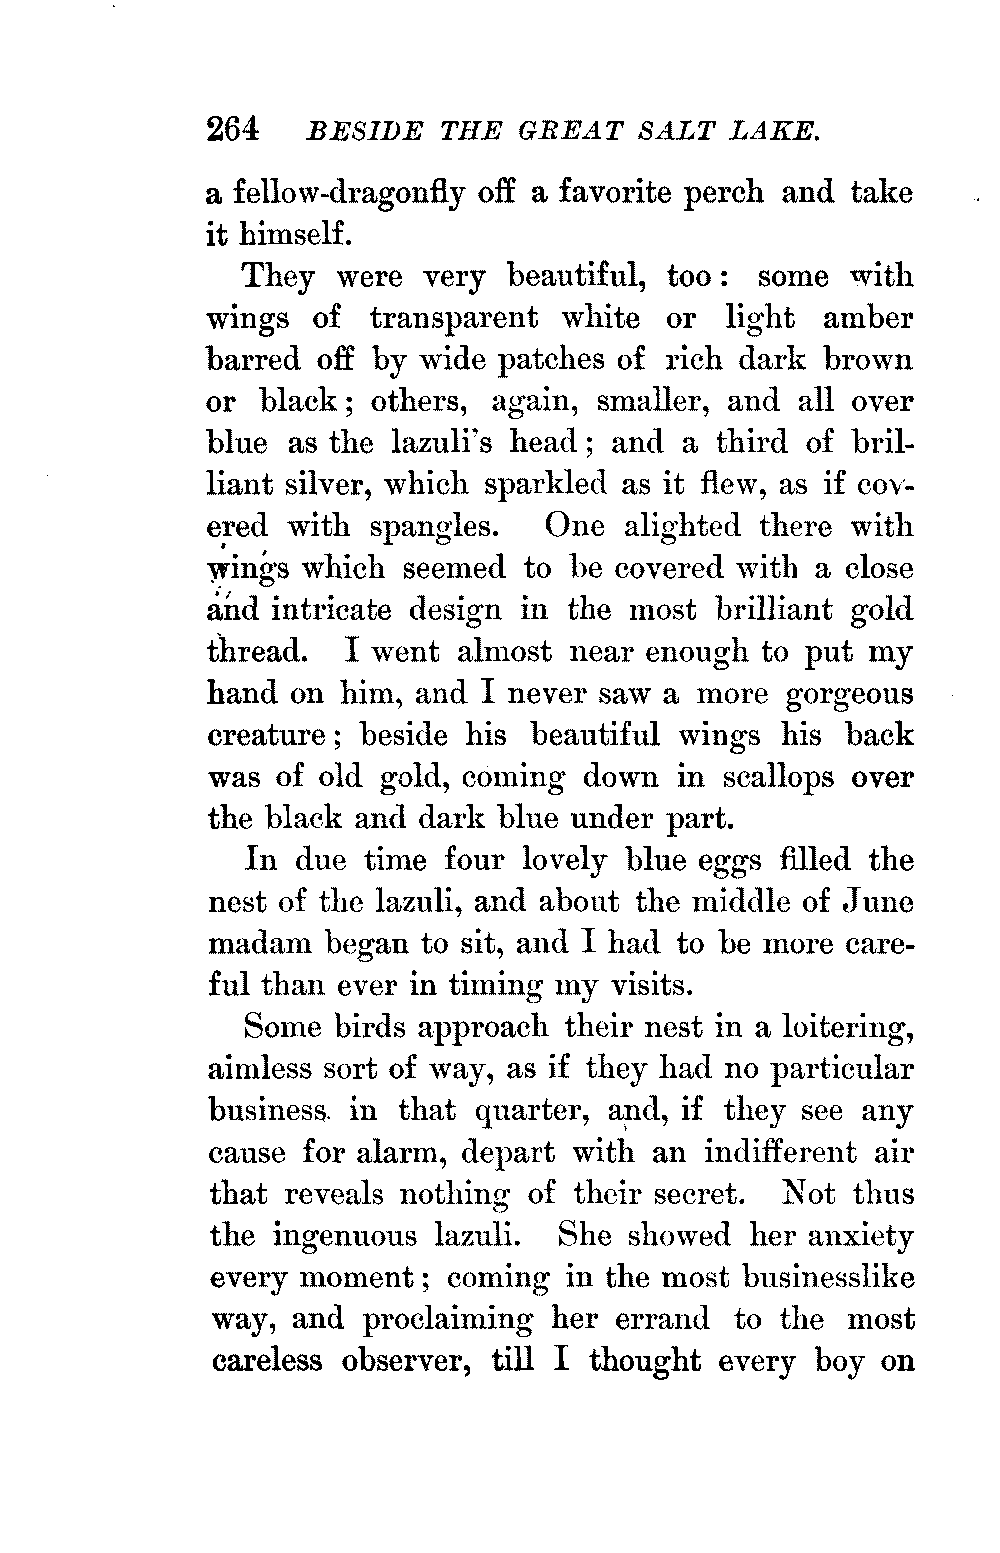 264 BESIDE THE GREAT SALT LAKE.
a fellow-dragonfly off a favorite perch and take
it himself.
They were very beautiful, too: some with
wings of transparent white or light amber
barred off by wide patches of rich dark brown
or black; others, again, smaller, and all over
blue as the lazuli's head; and a third of bril-
liant silver, which sparkled as it flew, as if cov-
ered with spangles. One alighted there with
wings which seemed to be covered with a close
and intricate design in the most brilliant gold
thread. I went almost near enough to put my
hand on him, and I never saw a more gorgeous
creature; beside his beautiful wings his back
was of old gold, coming down in scallops over
the black and dark blue under part.
In due time four lovely blue eggs filled the
nest of the lazuli, and about the middle of June
madam began to sit, and I had to be more care-
ful than ever in timing my visits.
Some birds approach their nest in a loitering,
aimless sort of way, as if they had no particular
business in that quarter, and, if they see any
cause for alarm, depart with an indifferent air
that reveals nothing of their secret. Not thus
the ingenuous lazuli. She showed her anxiety
every moment; coming in the most businesslike
way, and proclaiming her errand to the most
careless observer, till I thought every boy on